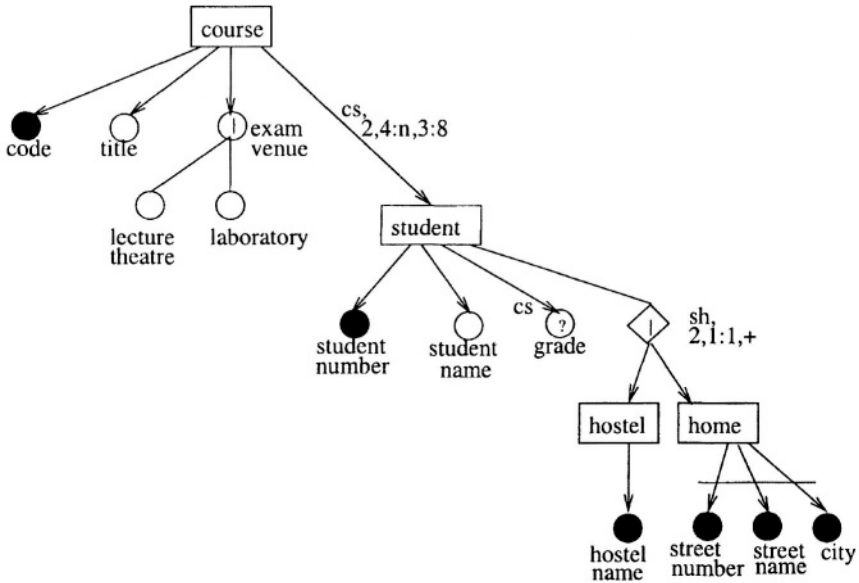 course
code
title
exam
venue
cs,
2,4:n,3:8
lecture
theatre
laboratory
student
student
number
student
name
cs
?
grade
sh,
2,1:1,+
hostel
home
hostel
name
street
number
street
name
city